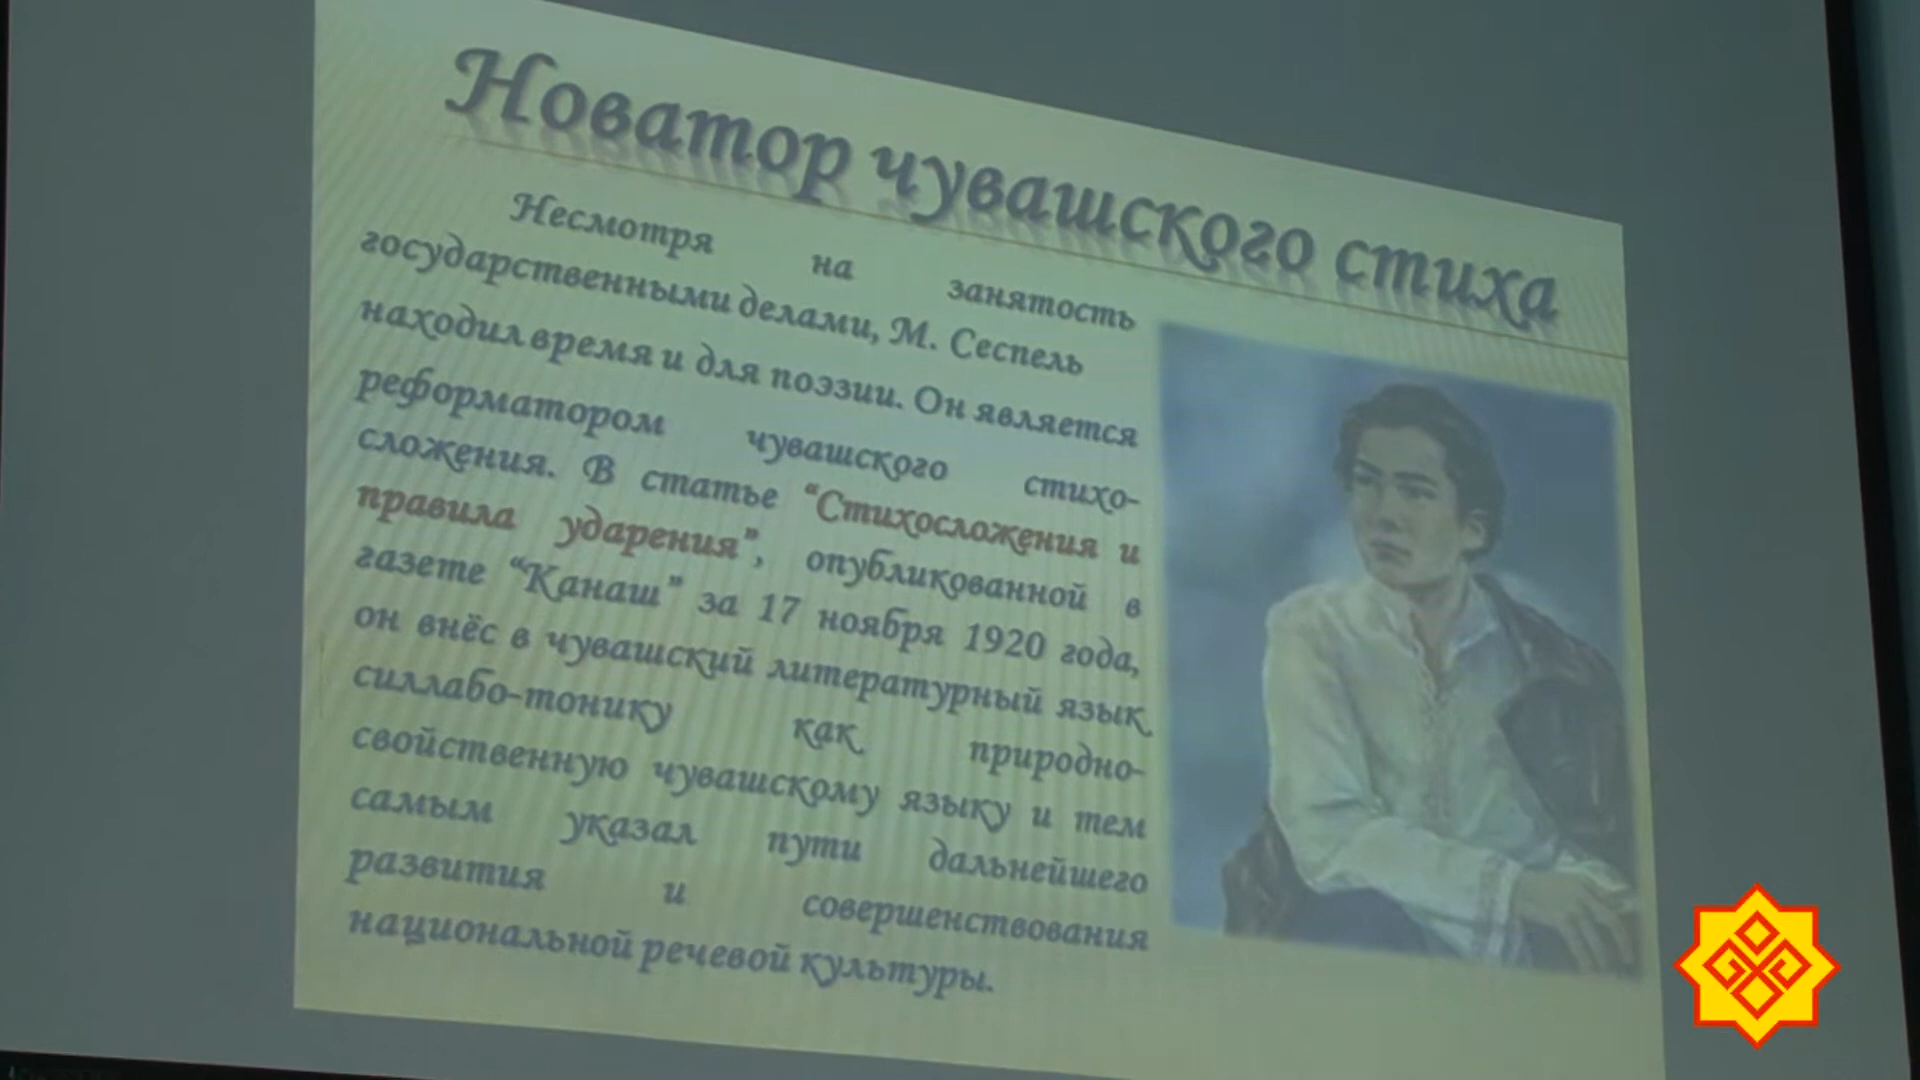 Новатор чувашского стиха
Несмотря на занятость
государственными делами, М. Сеспель
находил время и для поэзии. Он является
реформатором чувашского стихо-
сложения. В статье “Стихосложения и
правила ударения”, опубликованной в
газете “Канаш” за 17 ноября 1920 года,
он внёс в чувашский литературный язык
силлабо-тонику как природно-
свойственную чувашскому языку и тем
самым указал пути дальнейшего
развития и совершенствования
национальной речевой культуры.